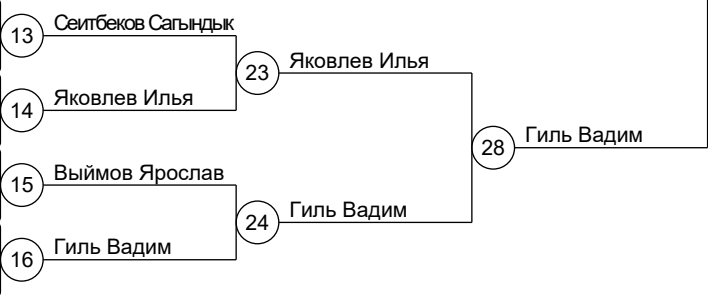 13 Сеитбеков Сагындык
23 Яковлев Илья
14 Яковлев Илья
28 Гиль Вадим
15 Выймов Ярослав
24 Гиль Вадим
16 Гиль Вадим